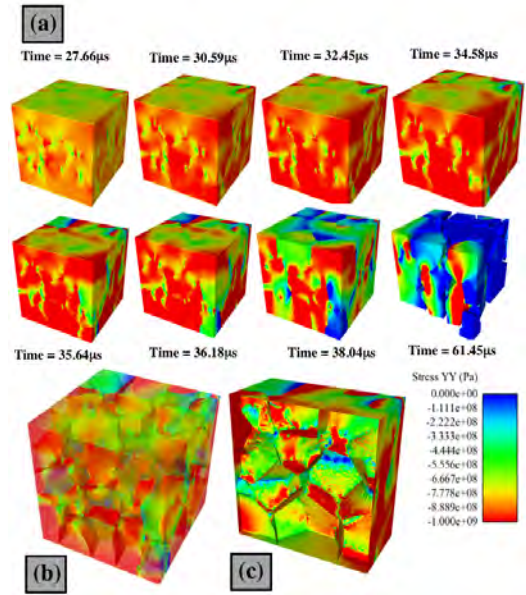 (a)
Time = 27.66μs Time = 30.59μs Time = 32.45μs Time = 34.58μs
Time = 35.64μs Time = 36.18μs Time = 38.04μs Time = 61.45μs
Stress YY (Pa)
0.000e+00
-1.111e+08
-2.222e+08
-3.333e+08
-4.444e+08
-5.556e+08
-6.667e+08
-7.778e+08
-8.889e+08
-1.000e+09
(b) (c)